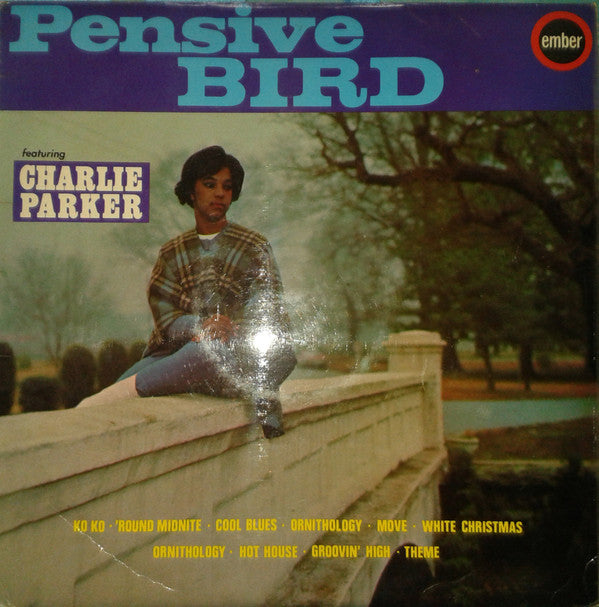 Pensive
BIRD
ember
featuring
CHARLIE
PARKER
KO KO · 'ROUND MIDNITE · COOL BLUES · ORNITHOLOGY · MOVE · WHITE CHRISTMAS
ORNITHOLOGY · HOT HOUSE · GROOVIN' HIGH · THEME